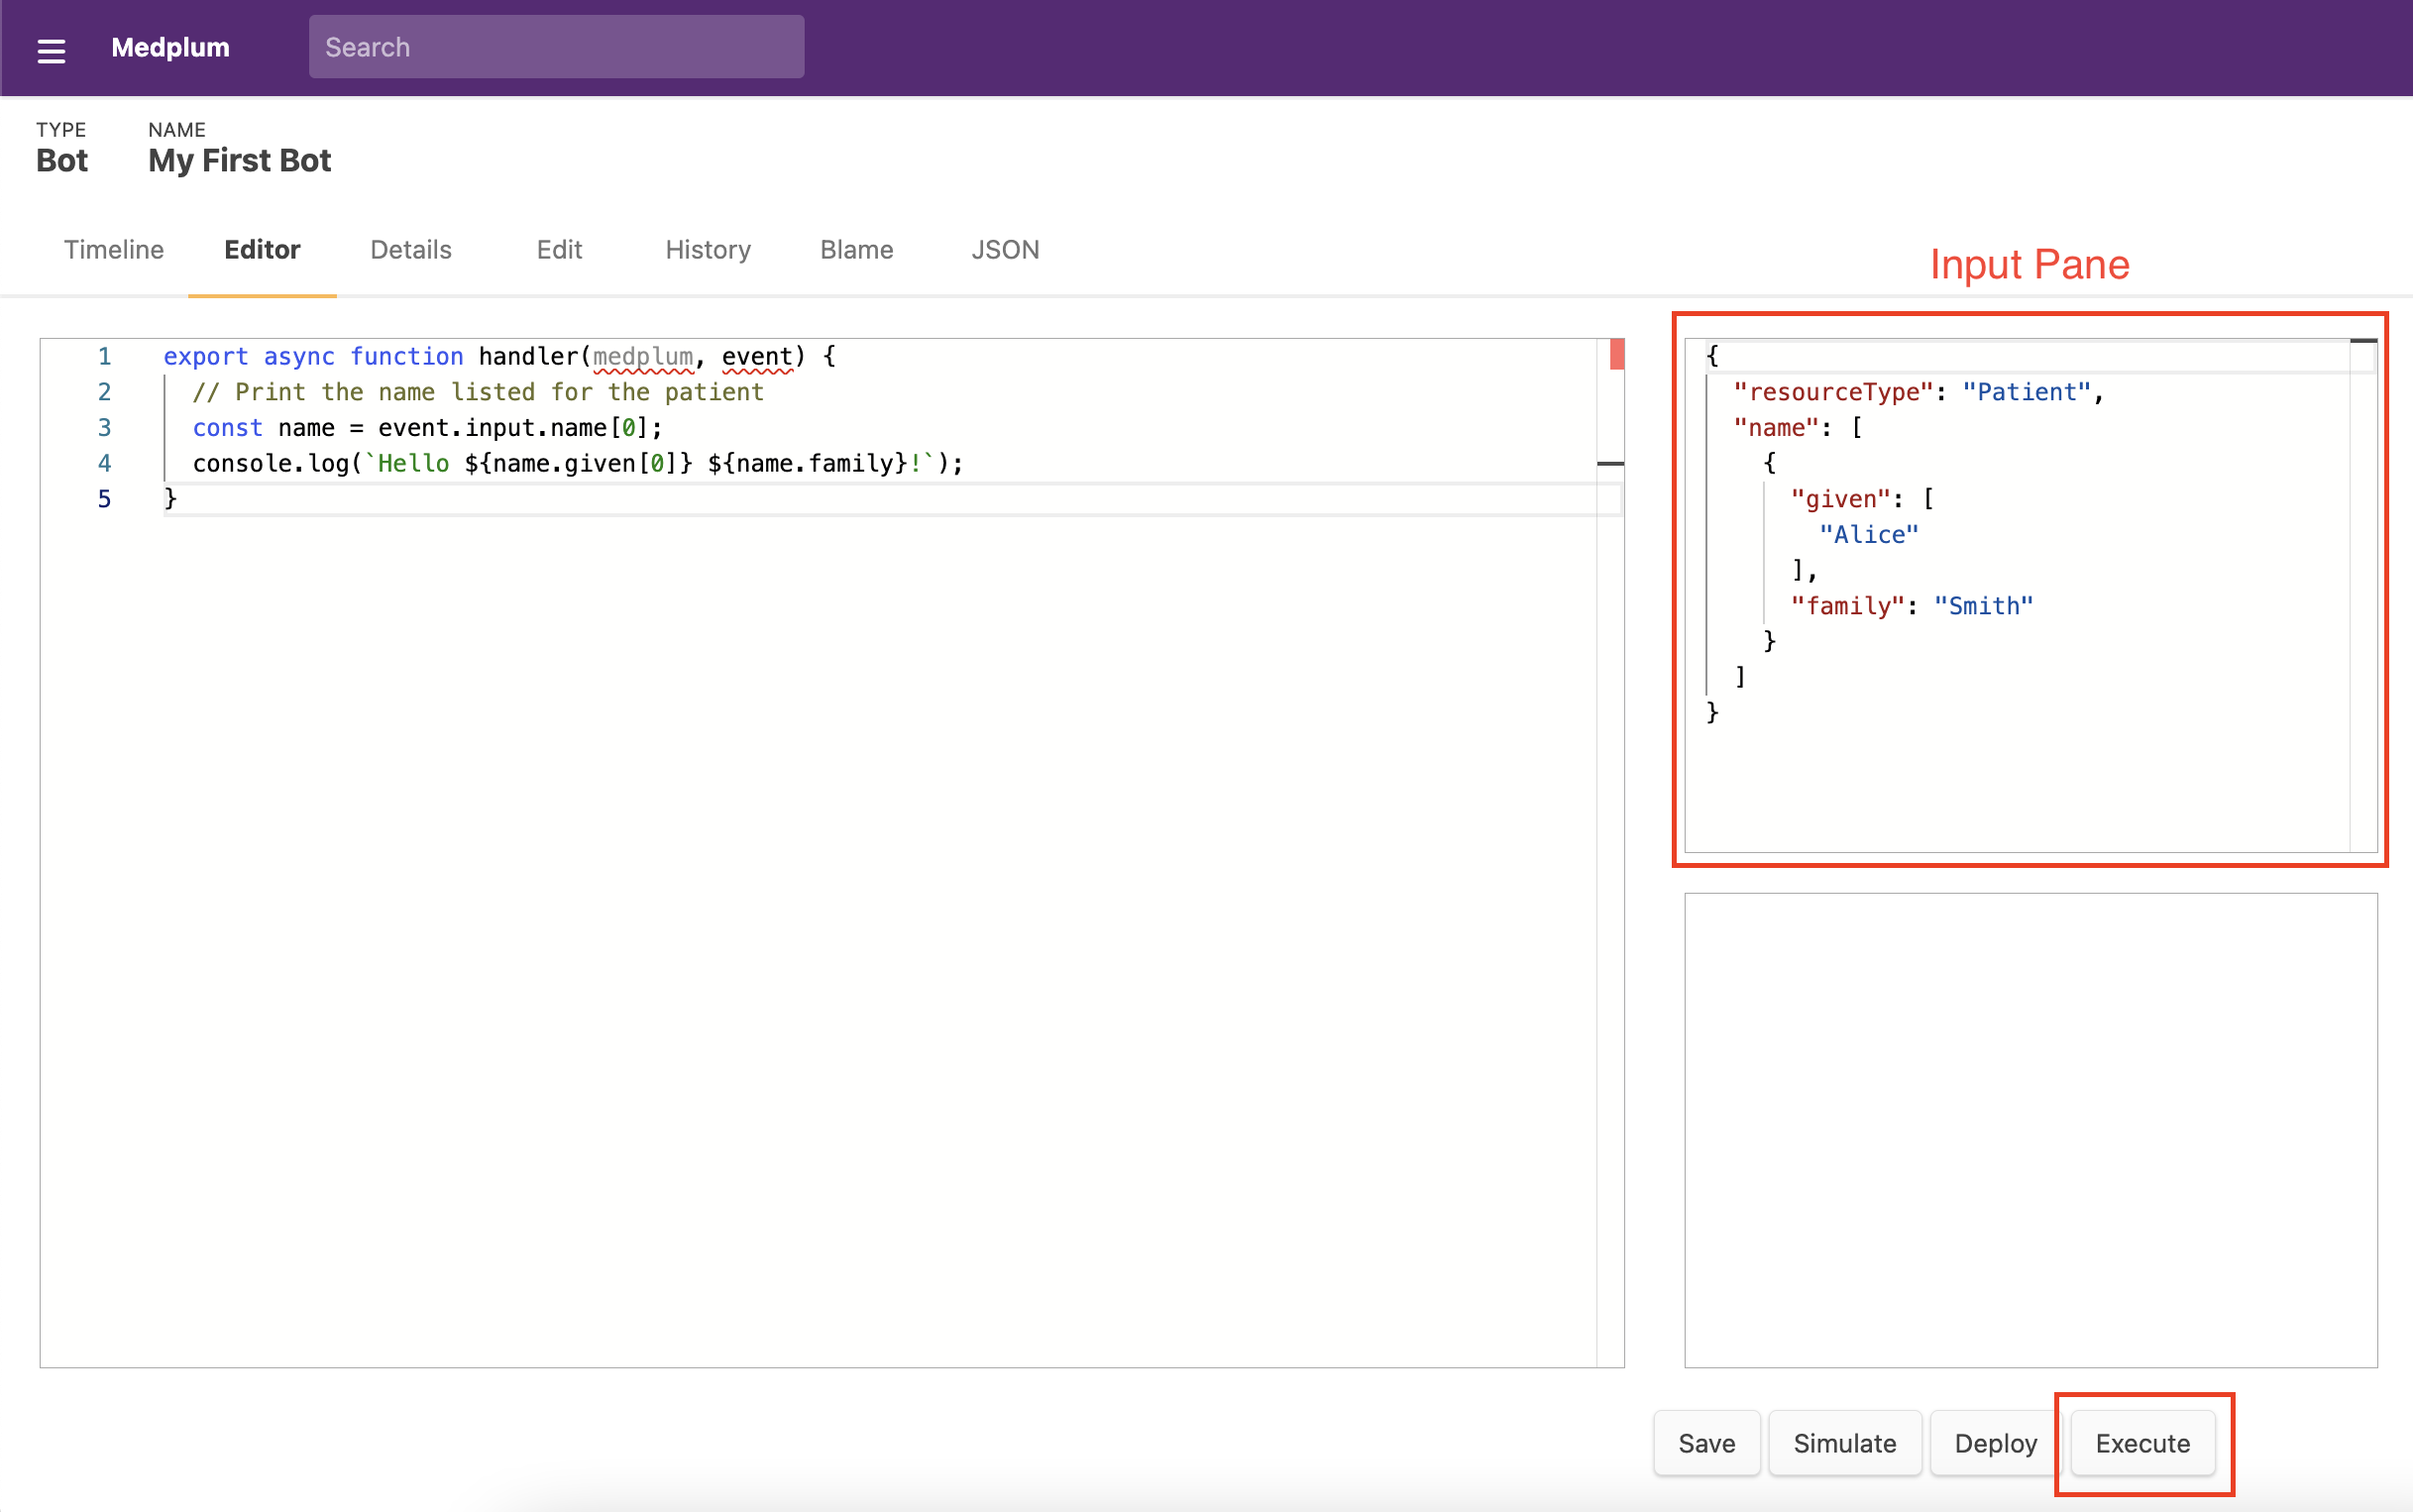 Medplum
Search
TYPE
Bot
NAME
My First Bot
Timeline
Editor
Details
Edit
History
Blame
JSON
Input Pane
1 export async function handler(medplum, event) {
2   // Print the name listed for the patient
3   const name = event.input.name[0];
4   console.log(`Hello ${name.given[0]} ${name.family}!`);
5 }
{
  "resourceType": "Patient",
  "name": [
    {
      "given": [
        "Alice"
      ],
      "family": "Smith"
    }
  ]
}
Save
Simulate
Deploy
Execute